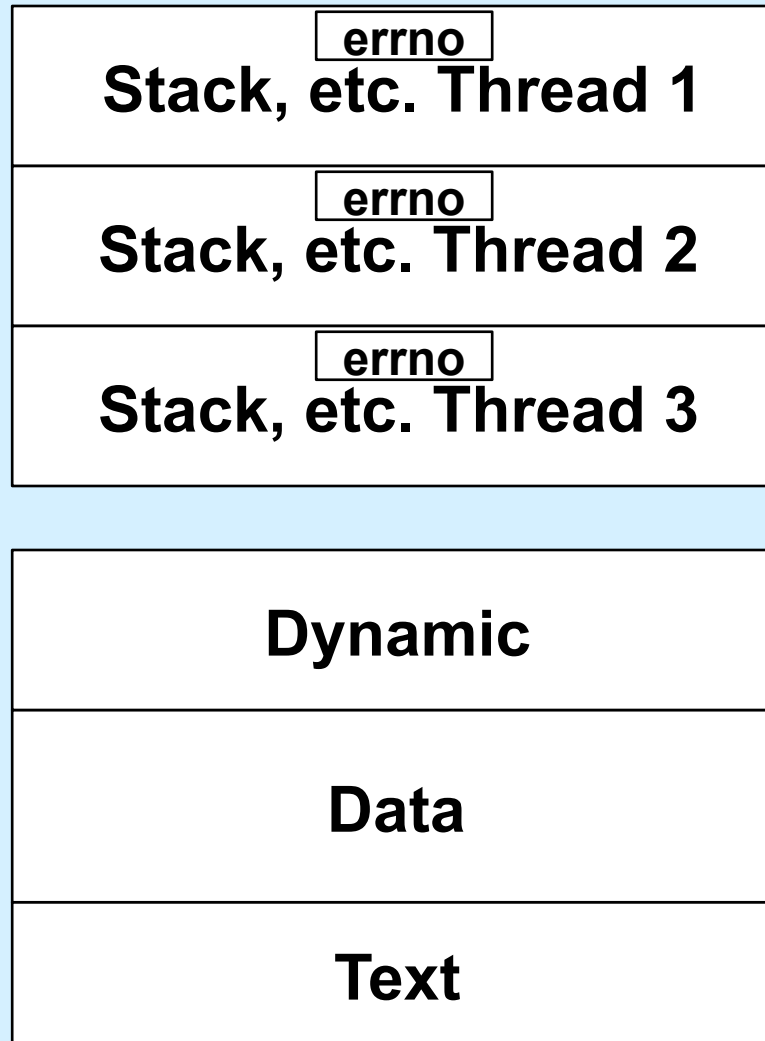 errno
Stack, etc. Thread 1
errno
Stack, etc. Thread 2
errno
Stack, etc. Thread 3
Dynamic
Data
Text